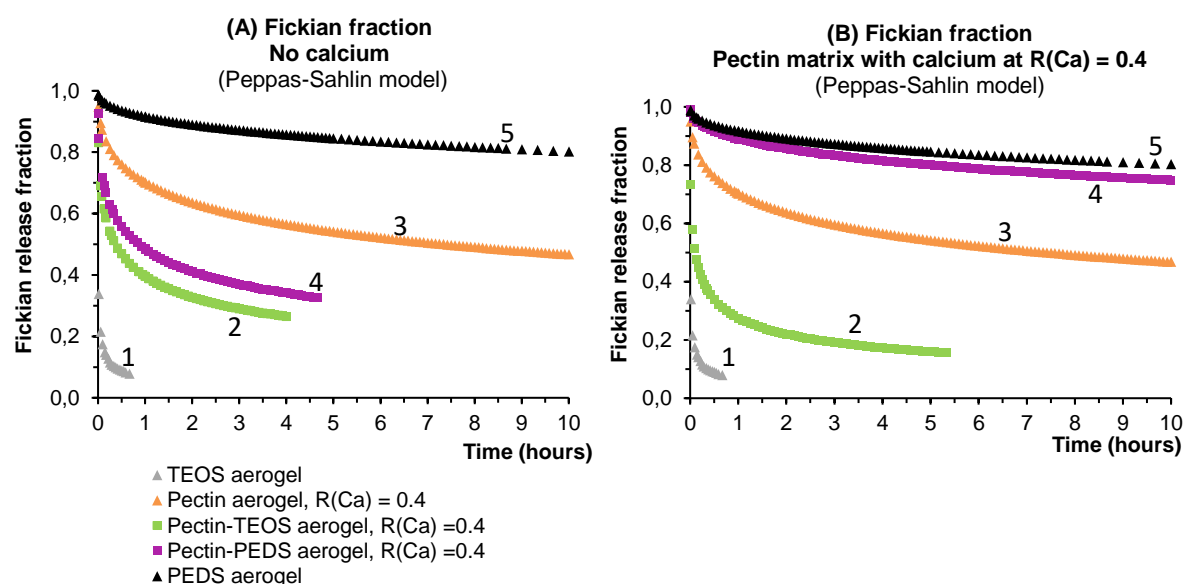 (A) Fickian fraction
No calcium
(Peppas-Sahlin model)
Fickian release fraction
1,0
0,8
0,6
0,4
0,2
0,0
5
3
4
2
1
0 1 2 3 4 5 6 7 8 9 10
Time (hours)
TEOS aerogel
Pectin aerogel, R(Ca) = 0.4
Pectin-TEOS aerogel, R(Ca) =0.4
Pectin-PEDS aerogel, R(Ca) =0.4
PEDS aerogel
(B) Fickian fraction
Pectin matrix with calcium at R(Ca) = 0.4
(Peppas-Sahlin model)
Fickian release fraction
1,0
0,8
0,6
0,4
0,2
0,0
5
4
3
2
1
0 1 2 3 4 5 6 7 8 9 10
Time (hours)